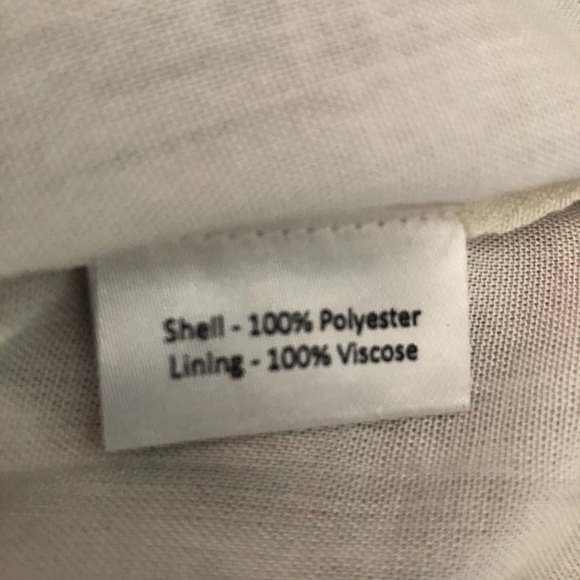 Shell - 100% Polyester
Lining - 100% Viscose